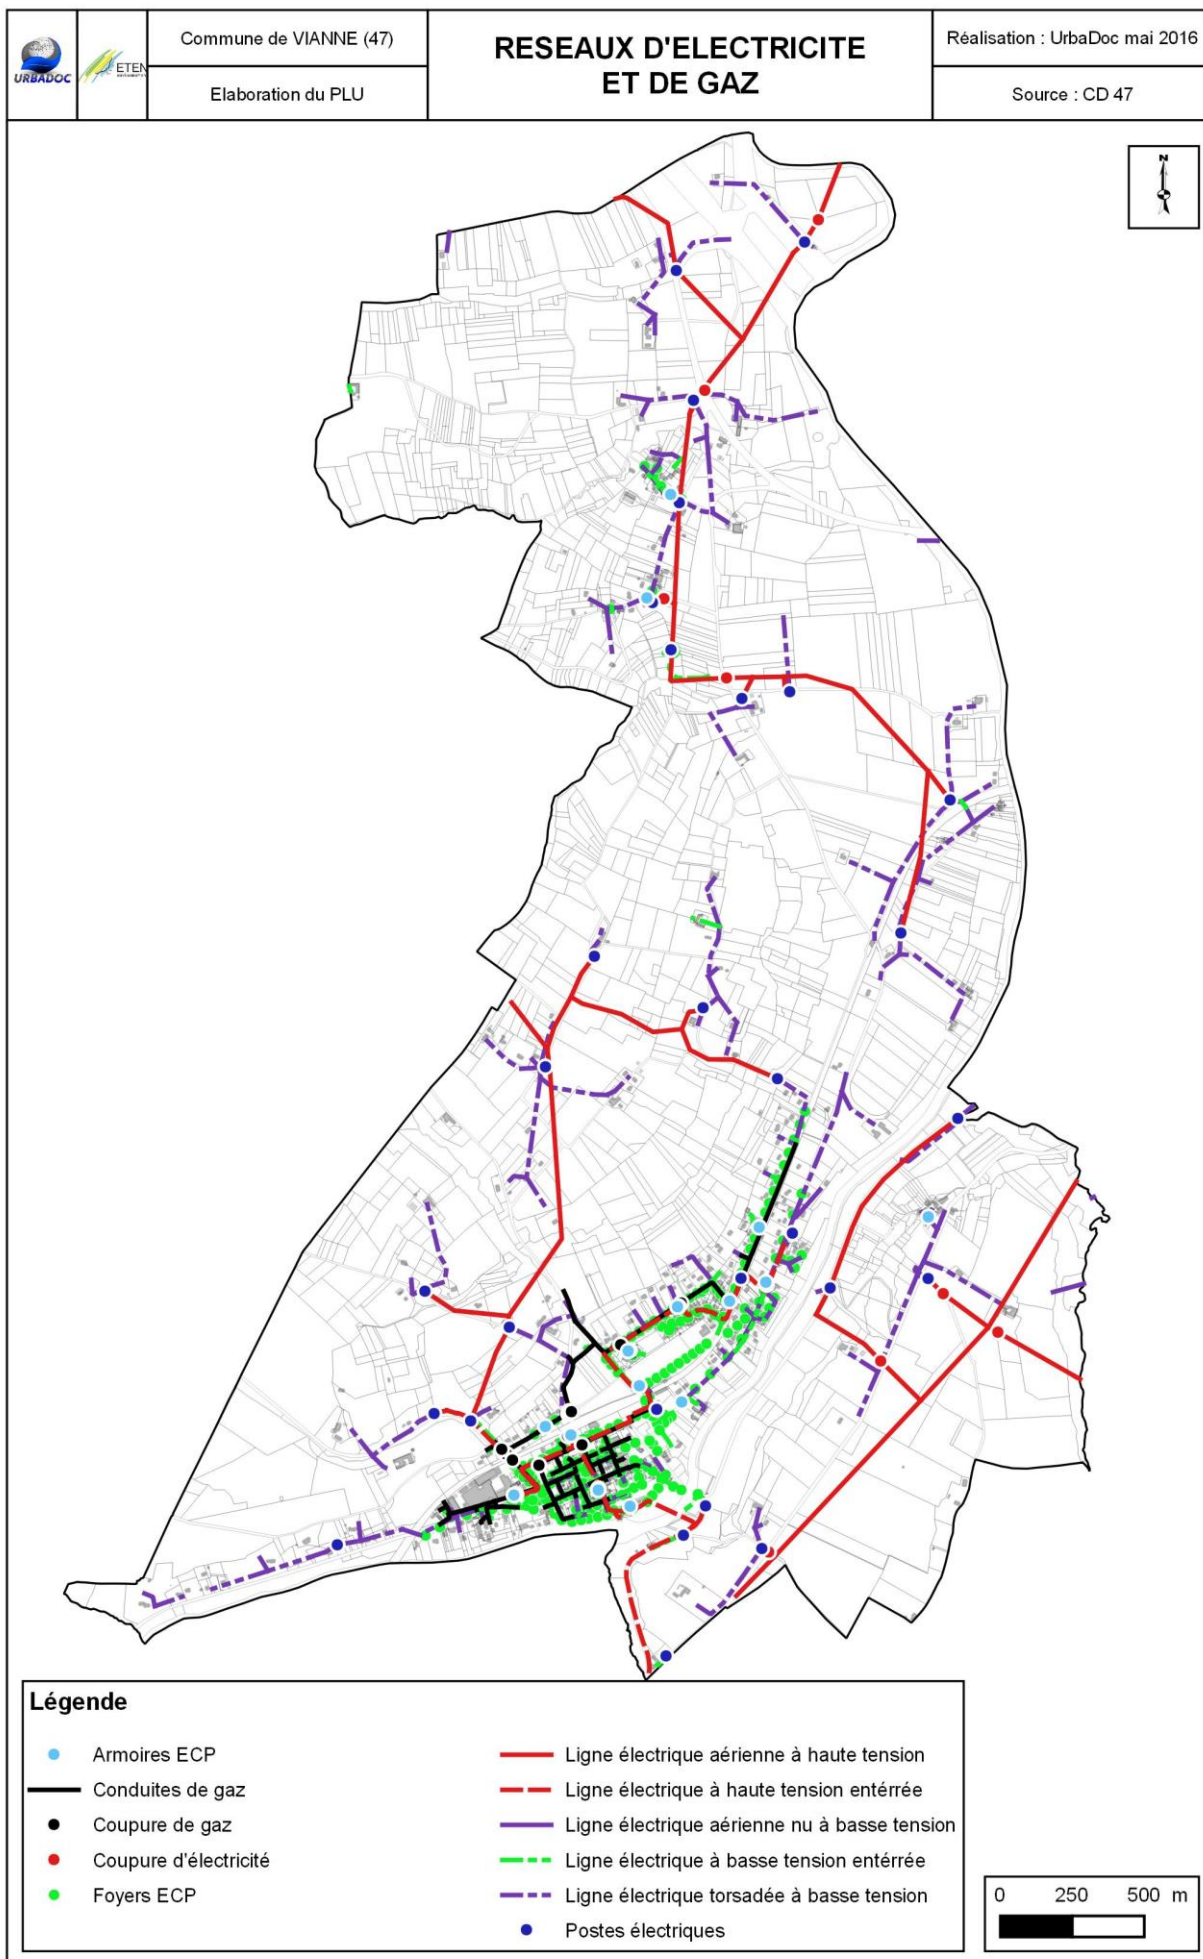 URBADOC
ETEN
Commune de VIANNE (47)
Elaboration du PLU
RESEAUX D'ELECTRICITE
ET DE GAZ
Réalisation : UrbaDoc mai 2016
Source : CD 47
N
Légende
Armoires ECP
Conduites de gaz
Coupure de gaz
Coupure d'électricité
Foyers ECP
Ligne électrique aérienne à haute tension
Ligne électrique à haute tension entérrée
Ligne électrique aérienne nu à basse tension
Ligne électrique à basse tension entérrée
Ligne électrique torsadée à basse tension
Postes électriques
0 250 500 m